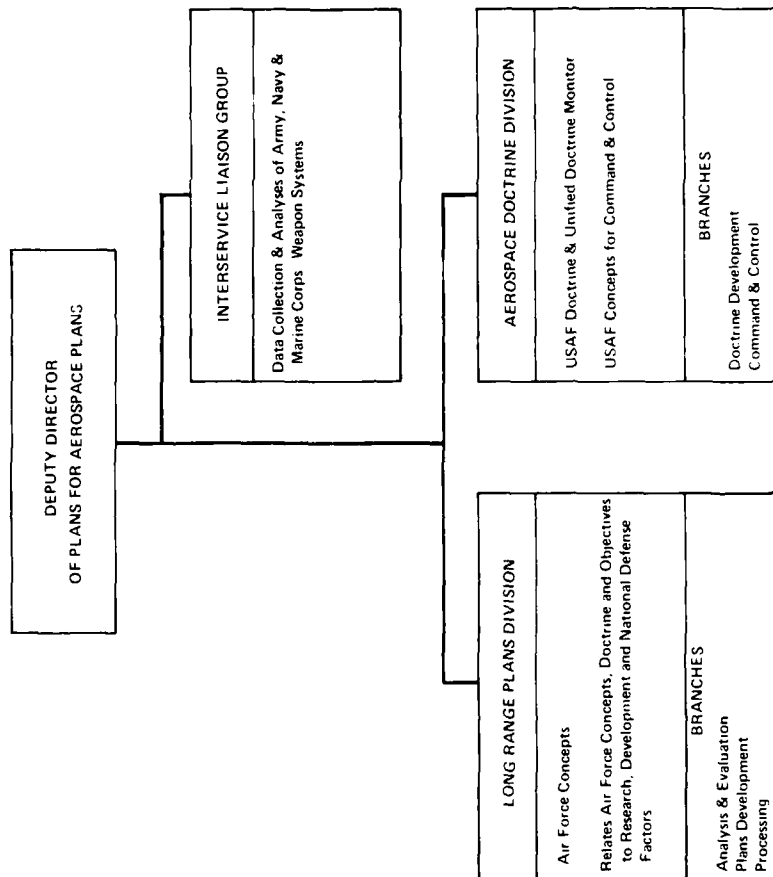 DEPUTY DIRECTOR
OF PLANS FOR AEROSPACE PLANS
INTERSERVICE LIAISON GROUP
Data Collection & Analyses of Army, Navy &
Marine Corps Weapon Systems
LONG RANGE PLANS DIVISION
Air Force Concepts
Relates Air Force Concepts, Doctrine and Objectives
to Research, Development and National Defense
Factors
BRANCHES
Analysis & Evaluation
Plans Development
Processing
AEROSPACE DOCTRINE DIVISION
USAF Doctrine & Unified Doctrine Monitor
USAF Concepts for Command & Control
BRANCHES
Doctrine Development
Command & Control